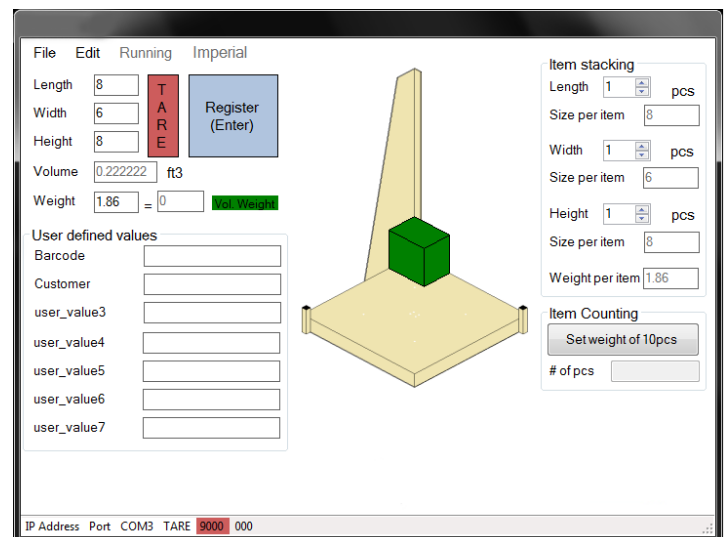 File Edit Running Imperial
Length 8
Width 6
Height 8
TARE
Register
(Enter)
Volume 0.222222 ft3
Weight 1.86 = 0 Vol. Weight
User defined values
Barcode
Customer
user_value3
user_value4
user_value5
user_value6
user_value7
Item stacking
Length 1 pcs
Size per item 8
Width 1 pcs
Size per item 6
Height 1 pcs
Size per item 8
Weight per item 1.86
Item Counting
Set weight of 10pcs
# of pcs
IP Address Port COM3 TARE 9000 000